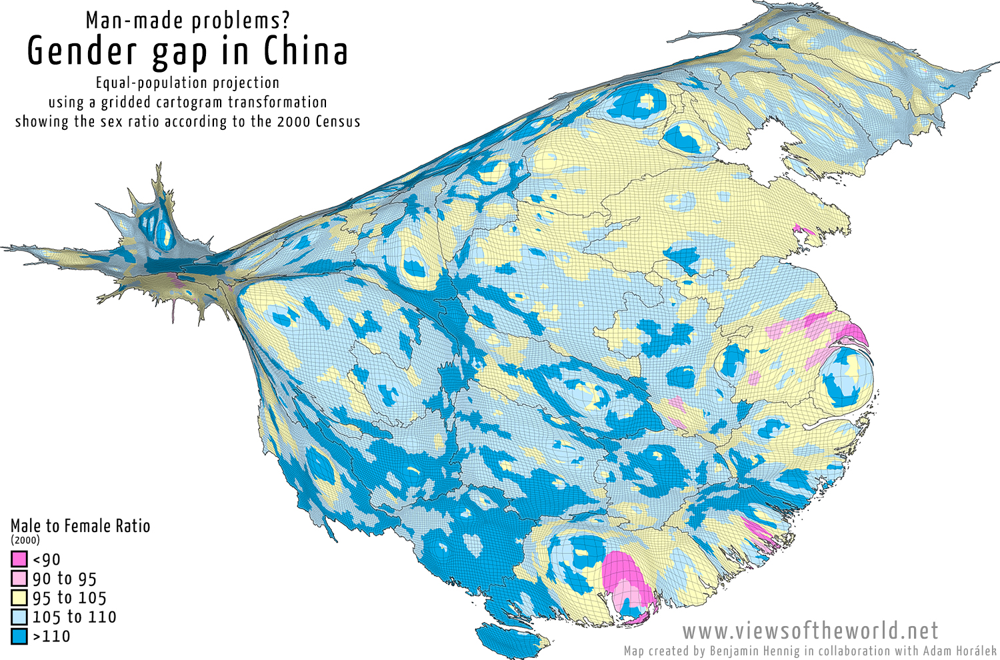 Man-made problems?
Gender gap in China
Equal-population projection
using a gridded cartogram transformation
showing the sex ratio according to the 2000 Census
Male to Female Ratio
(2000)
<90
90 to 95
95 to 105
105 to 110
>110
www.viewsoftheworld.net
Map created by Benjamin Hennig in collaboration with Adam Horálek